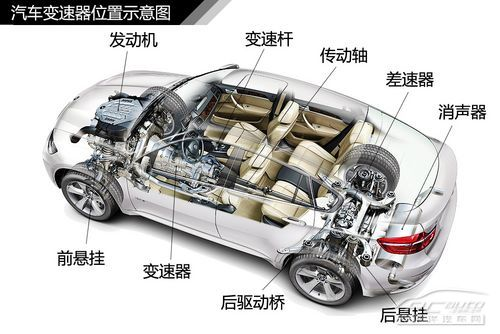 汽车变速器位置示意图
发动机
变速杆
传动轴
差速器
消声器
前悬挂
变速器
后驱动桥
后悬挂